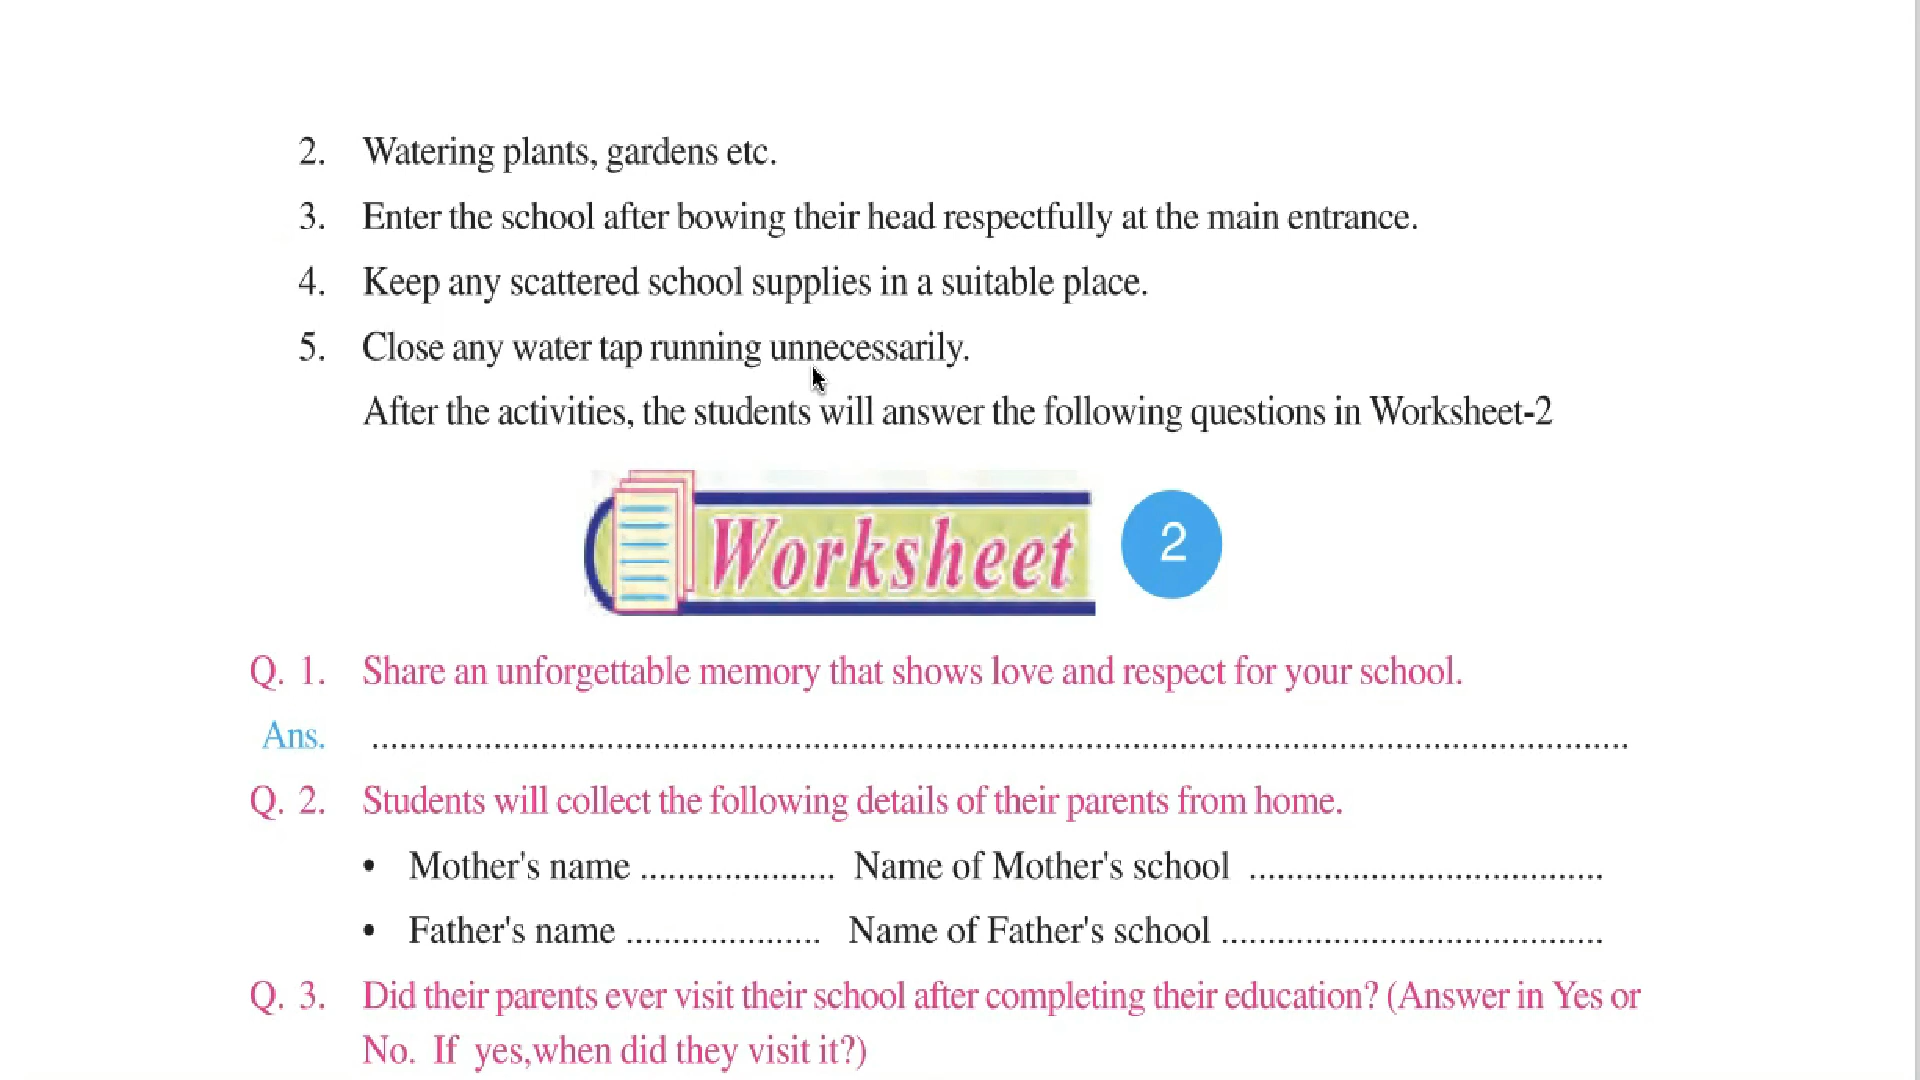 2. Watering plants, gardens etc.
3. Enter the school after bowing their head respectfully at the main entrance.
4. Keep any scattered school supplies in a suitable place.
5. Close any water tap running unnecessarily.
After the activities, the students will answer the following questions in Worksheet-2
Worksheet 2
Q. 1. Share an unforgettable memory that shows love and respect for your school.
Ans. ........................................................................................................................................
Q. 2. Students will collect the following details of their parents from home.
• Mother's name ..................... Name of Mother's school ......................................
• Father's name ..................... Name of Father's school .........................................
Q. 3. Did their parents ever visit their school after completing their education? (Answer in Yes or
No. If yes,when did they visit it?)